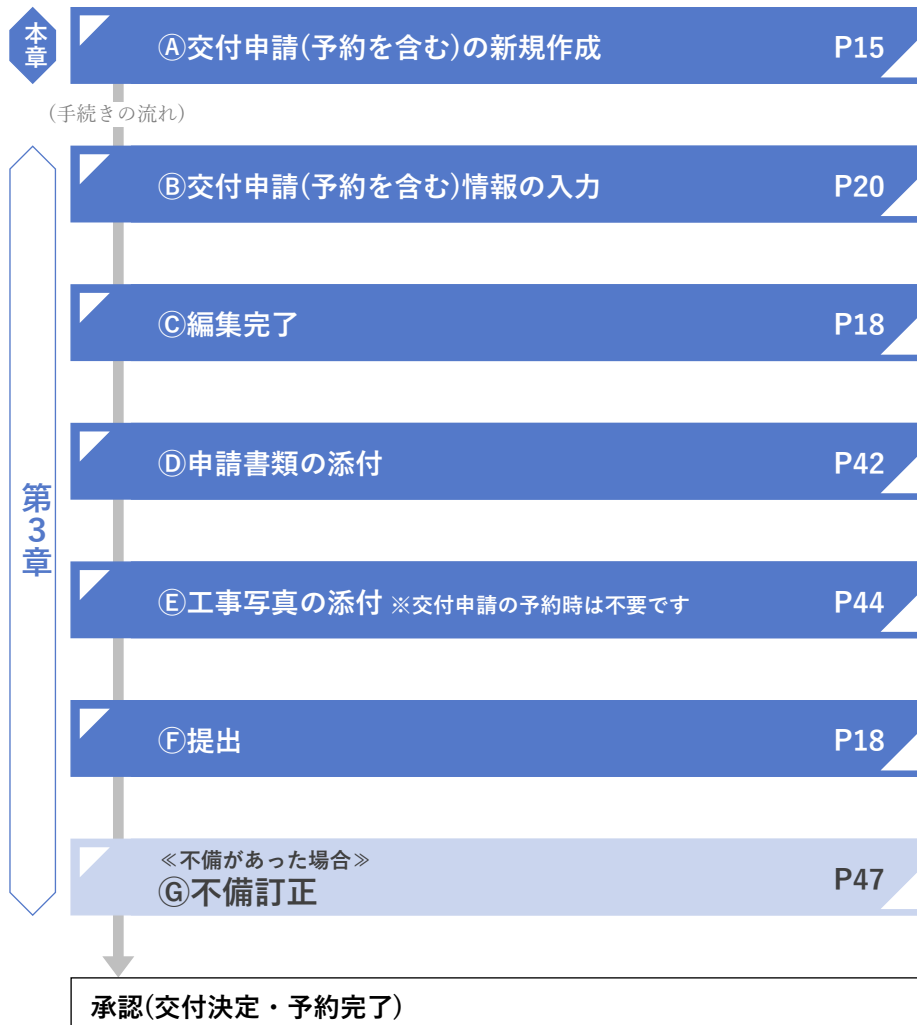 本章
Ⓐ交付申請(予約を含む)の新規作成 P15
(手続きの流れ)
Ⓑ交付申請(予約を含む)情報の入力 P20
Ⓒ編集完了 P18
Ⓓ申請書類の添付 P42
第3章
Ⓔ工事写真の添付 ※交付申請の予約時は不要です P44
Ⓕ提出 P18
≪不備があった場合≫
Ⓖ不備訂正 P47
承認(交付決定・予約完了)